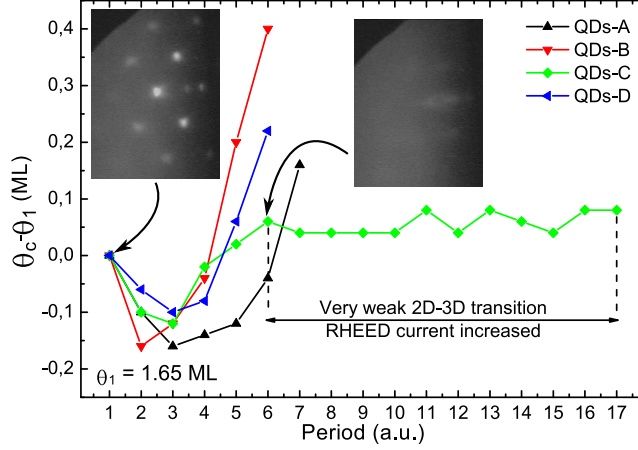 QDs-A
QDs-B
QDs-C
QDs-D
θc-θ1 (ML)
0,4
0,3
0,2
0,1
0,0
-0,1
-0,2
Very weak 2D-3D transition
RHEED current increased
θ1 = 1.65 ML
1 2 3 4 5 6 7 8 9 10 11 12 13 14 15 16 17
Period (a.u.)